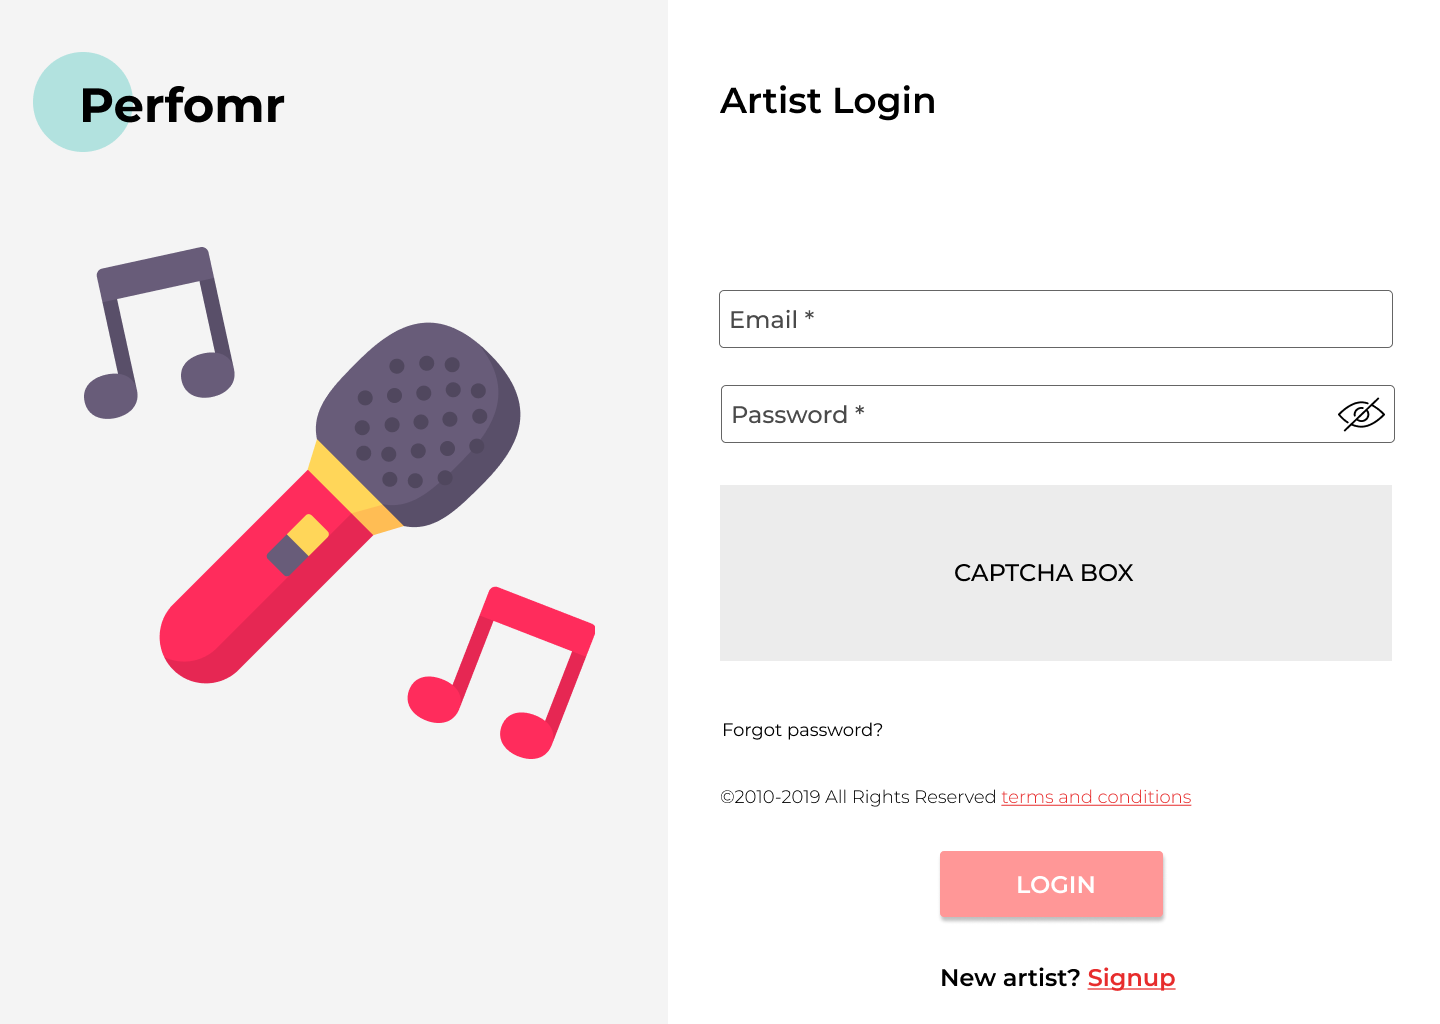 Perfomr
Artist Login
Email *
Password *
CAPTCHA BOX
Forgot password?
©2010-2019 All Rights Reserved terms and conditions
LOGIN
New artist? Signup